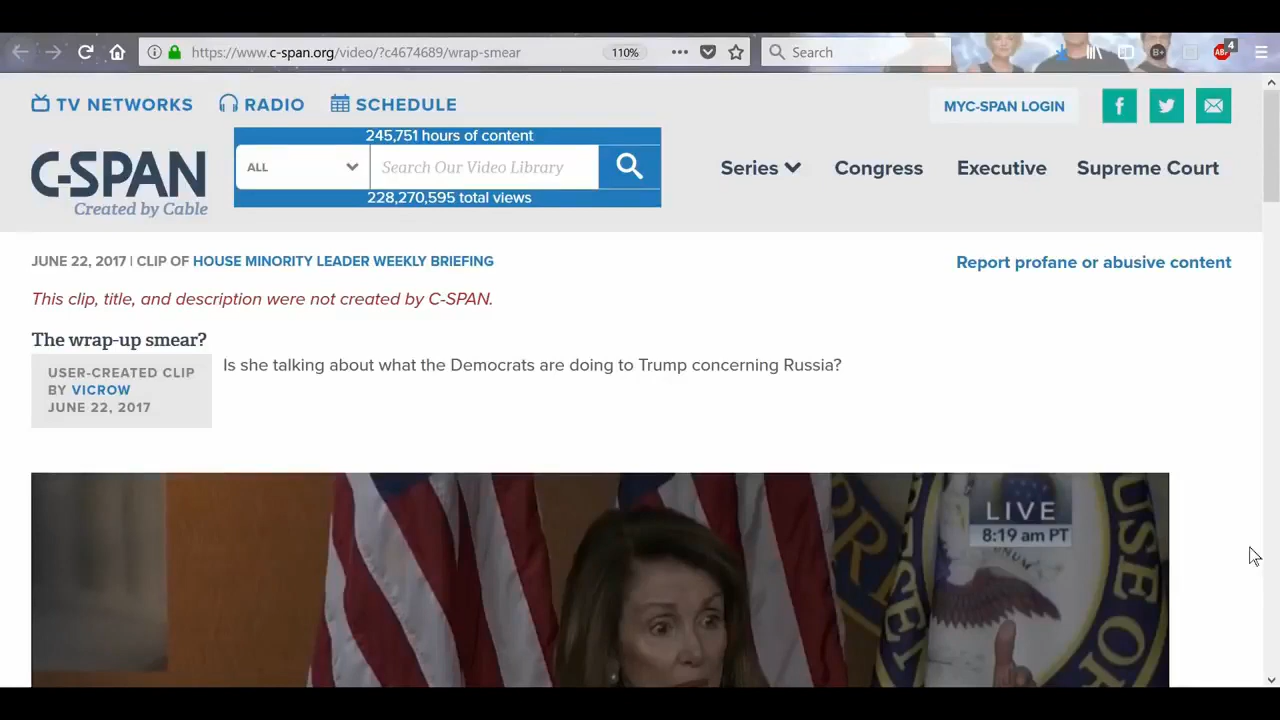 https://www.c-span.org/video/?c4674689/wrap-smear
110%
Search
B+
ABP
4
TV NETWORKS
RADIO
SCHEDULE
MYC-SPAN LOGIN
245,751 hours of content
ALL
Search Our Video Library
228,270,595 total views
C-SPAN
Created by Cable
Series
Congress
Executive
Supreme Court
JUNE 22, 2017 | CLIP OF HOUSE MINORITY LEADER WEEKLY BRIEFING
Report profane or abusive content
This clip, title, and description were not created by C-SPAN.
The wrap-up smear?
USER-CREATED CLIP
BY VICROW
JUNE 22, 2017
Is she talking about what the Democrats are doing to Trump concerning Russia?
LIVE
8:19 am PT
UNUM
USE OF